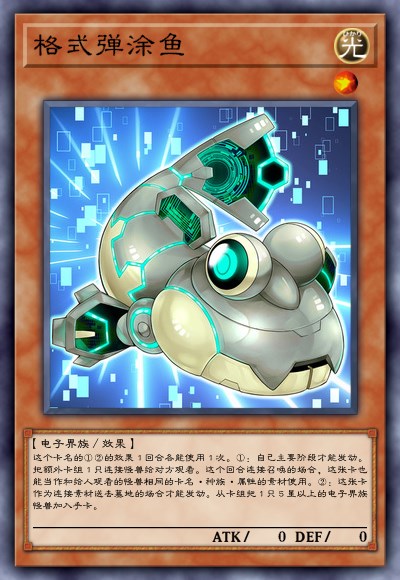 格式弹涂鱼
光
【电子界族/效果】
这个卡名的①②的效果1回合各能使用1次。①：自己主要阶段才能发动。
把额外卡组1只连接怪兽给对方观看。这个回合连接召唤的场合，这张卡也
能当作和给人观看的怪兽相同的卡名·种族·属性的素材使用。②：这张卡
作为连接素材送去墓地的场合才能发动。从卡组把1只5星以上的电子界族
怪兽加入手卡。
ATK/ 0 DEF/ 0